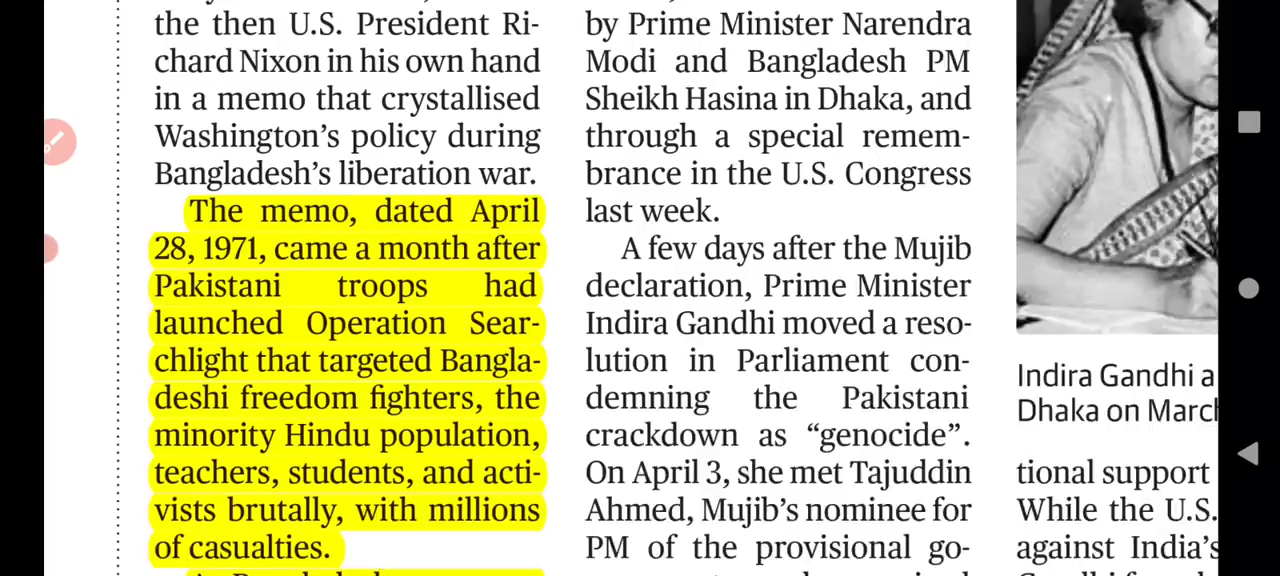 the then U.S. President Ri-
chard Nixon in his own hand
in a memo that crystallised
Washington's policy during
Bangladesh's liberation war.
The memo, dated April
28, 1971, came a month after
Pakistani troops had
launched Operation Sear-
chlight that targeted Bangla-
deshi freedom fighters, the
minority Hindu population,
teachers, students, and acti-
vists brutally, with millions
of casualties.
by Prime Minister Narendra
Modi and Bangladesh PM
Sheikh Hasina in Dhaka, and
through a special remem-
brance in the U.S. Congress
last week.
A few days after the Mujib
declaration, Prime Minister
Indira Gandhi moved a reso-
lution in Parliament con-
demning the Pakistani
crackdown as “genocide”.
On April 3, she met Tajuddin
Ahmed, Mujib's nominee for
PM of the provisional go-
Indira Gandhi a
Dhaka on March
tional support
While the U.S.
against India's